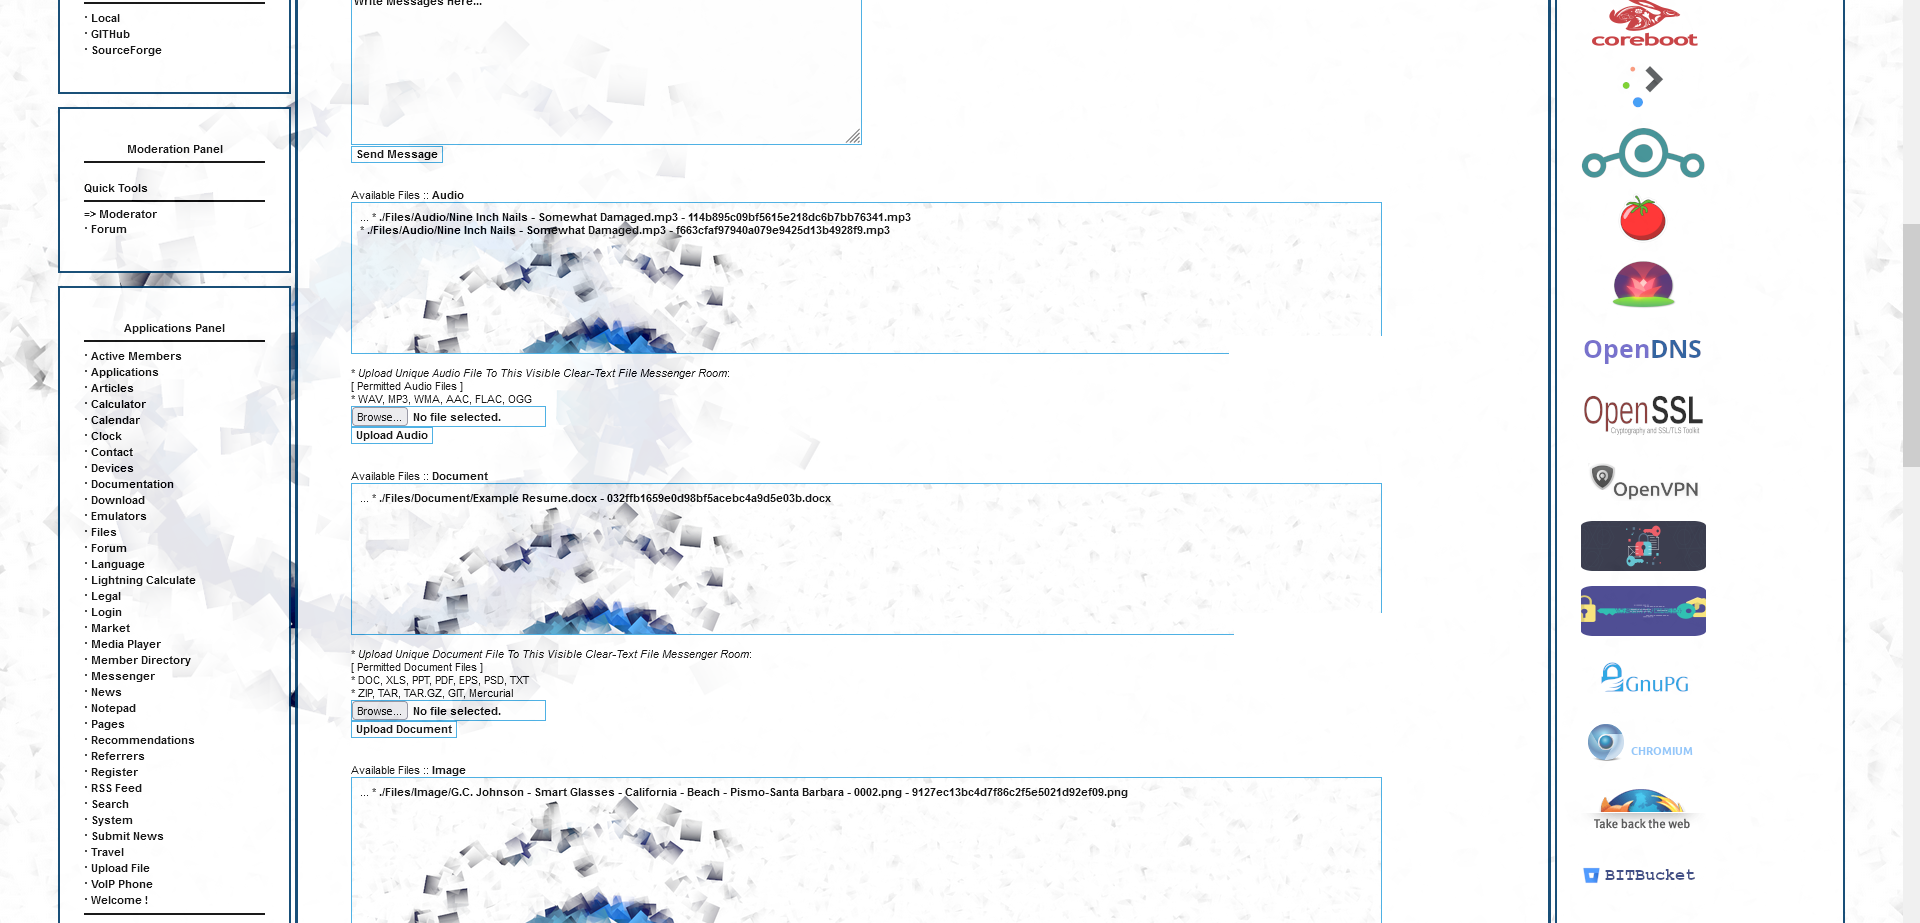 · Local
· GITHub
· SourceForge
Moderation Panel
Quick Tools
=> Moderator
· Forum
Applications Panel
· Active Members
· Applications
· Articles
· Calculator
· Calendar
· Clock
· Contact
· Devices
· Documentation
· Download
· Emulators
· Files
· Forum
· Language
· Lightning Calculate
· Legal
· Login
· Market
· Media Player
· Member Directory
· Messenger
· News
· Notepad
· Pages
· Recommendations
· Referrers
· Register
· RSS Feed
· Search
· System
· Submit News
· Travel
· Upload File
· VoIP Phone
· Welcome !
Write Messages Here...
Send Message
Available Files :: Audio
... * ./Files/Audio/Nine Inch Nails - Somewhat Damaged.mp3 - 114b895c09bf5615e218dc6b7bb76341.mp3
* ./Files/Audio/Nine Inch Nails - Somewhat Damaged.mp3 - f663cfaf97940a079e9425d13b4928f9.mp3
* Upload Unique Audio File To This Visible Clear-Text File Messenger Room:
[ Permitted Audio Files ]
* WAV, MP3, WMA, AAC, FLAC, OGG
Browse... No file selected.
Upload Audio
Available Files :: Document
... * ./Files/Document/Example Resume.docx - 032ffb1659e0d98bf5acebc4a9d5e03b.docx
* Upload Unique Document File To This Visible Clear-Text File Messenger Room:
[ Permitted Document Files ]
* DOC, XLS, PPT, PDF, EPS, PSD, TXT
* ZIP, TAR, TAR.GZ, GIT, Mercurial
Browse... No file selected.
Upload Document
Available Files :: Image
... * ./Files/Image/G.C. Johnson - Smart Glasses - California - Beach - Pismo-Santa Barbara - 0002.png - 9127ec13bc4d7f86c2f5e5021d92ef09.png
coreboot
OpenDNS
OpenSSL
Cryptography and SSL/TLS Toolkit
OpenVPN
GnuPG
CHROMIUM
Take back the web
BITBucket